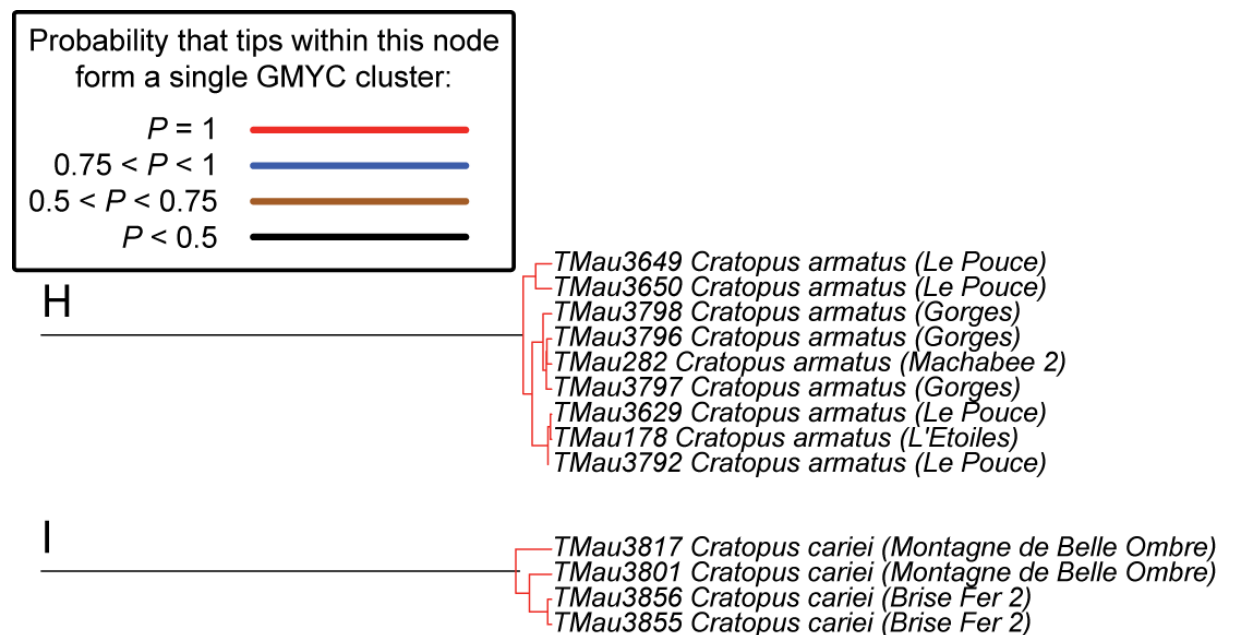 Probability that tips within this node
form a single GMYC cluster:
P = 1
0.75 < P < 1
0.5 < P < 0.75
P < 0.5
H
TMau3649 Cratopus armatus (Le Pouce)
TMau3650 Cratopus armatus (Le Pouce)
TMau3798 Cratopus armatus (Gorges)
TMau3796 Cratopus armatus (Gorges)
TMau282 Cratopus armatus (Machabee 2)
TMau3797 Cratopus armatus (Gorges)
TMau3629 Cratopus armatus (Le Pouce)
TMau178 Cratopus armatus (L'Etoiles)
TMau3792 Cratopus armatus (Le Pouce)
I
TMau3817 Cratopus cariei (Montagne de Belle Ombre)
TMau3801 Cratopus cariei (Montagne de Belle Ombre)
TMau3856 Cratopus cariei (Brise Fer 2)
TMau3855 Cratopus cariei (Brise Fer 2)